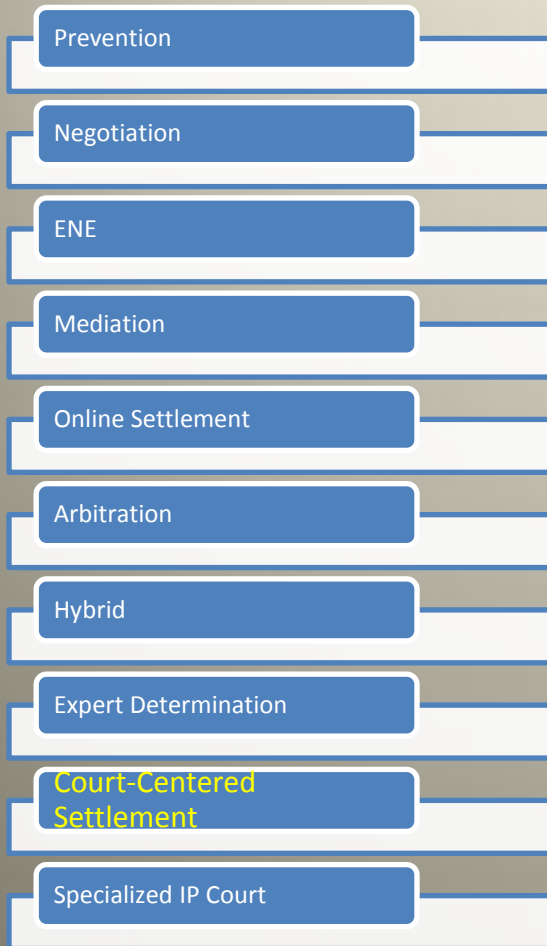 Prevention
Negotiation
ENE
Mediation
Online Settlement
Arbitration
Hybrid
Expert Determination
Court-Centered
Settlement
Specialized IP Court